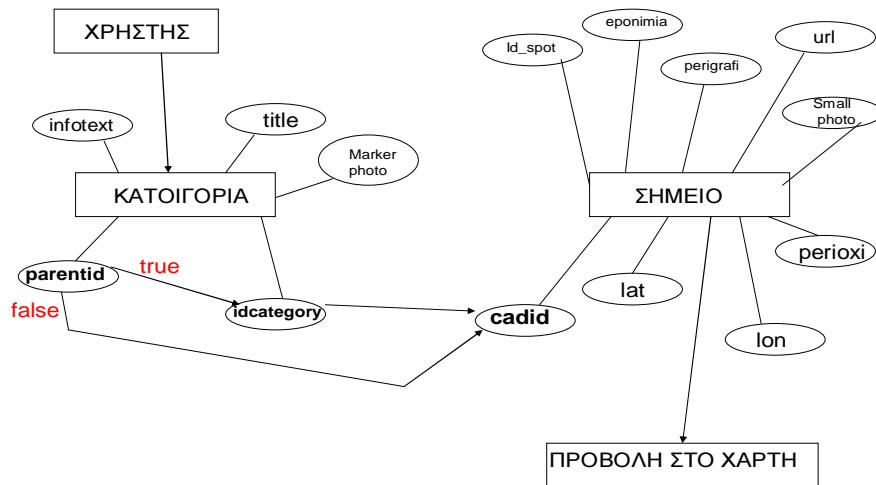 ΧΡΗΣΤΗΣ
Id_spot
eponimia
url
perigrafi
infotext
title
Small
photo
Marker
photo
ΚΑΤΟΙΓΟΡΙΑ
ΣΗΜΕΙΟ
parentid
true
perioxi
false
idcategory
cadid
lat
lon
ΠΡΟΒΟΛΗ ΣΤΟ ΧΑΡΤΗ